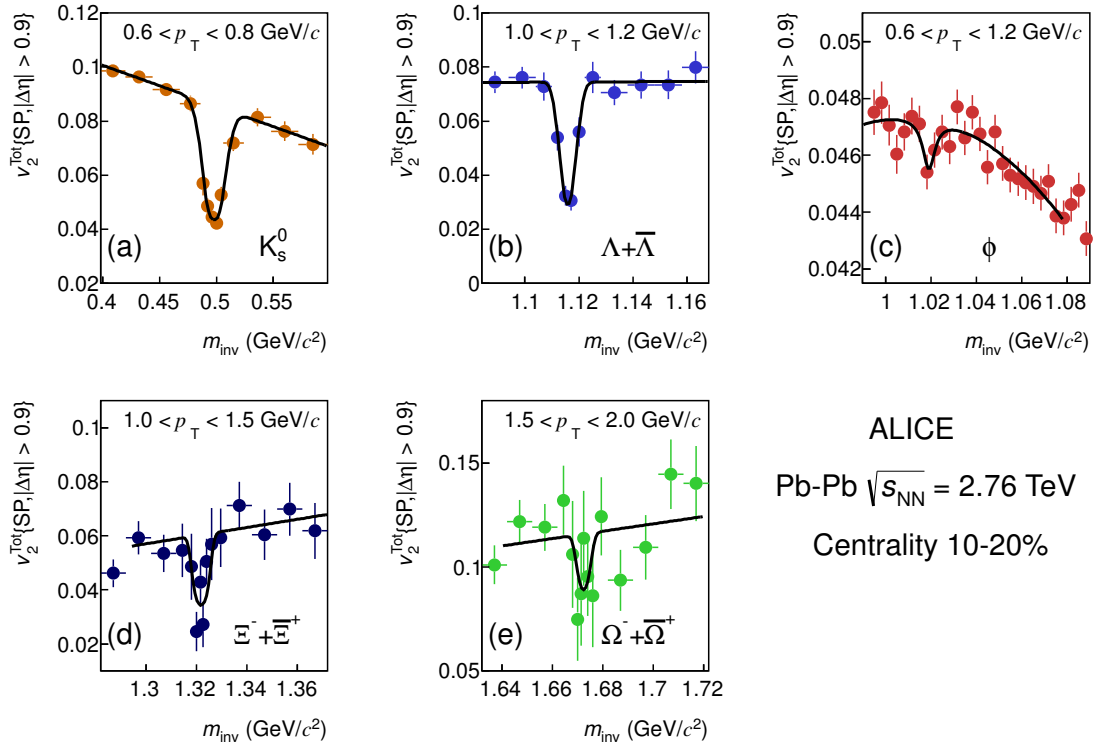 0.6 < p_T < 0.8 GeV/c
v_2^Tot{SP,|Δη| > 0.9}
0.12
0.1
0.08
0.06
0.04
0.02
(a)
K_s^0
0.4
0.45
0.5
0.55
m_inv (GeV/c²)
1.0 < p_T < 1.2 GeV/c
v_2^Tot{SP,|Δη| > 0.9}
0.1
0.08
0.06
0.04
0.02
0
(b)
Λ+Λ̅
1.1
1.12
1.14
1.16
m_inv (GeV/c²)
0.6 < p_T < 1.2 GeV/c
v_2^Tot{SP,|Δη| > 0.9}
0.05
0.048
0.046
0.044
0.042
(c)
ϕ
1
1.02
1.04
1.06
1.08
m_inv (GeV/c²)
1.0 < p_T < 1.5 GeV/c
v_2^Tot{SP,|Δη| > 0.9}
0.1
0.08
0.06
0.04
0.02
(d)
Ξ⁻+Ξ̅⁺
1.3
1.32
1.34
1.36
m_inv (GeV/c²)
1.5 < p_T < 2.0 GeV/c
v_2^Tot{SP,|Δη| > 0.9}
0.15
0.1
0.05
(e)
Ω⁻+Ω̅⁺
1.64
1.66
1.68
1.7
1.72
m_inv (GeV/c²)
ALICE
Pb-Pb √s_NN = 2.76 TeV
Centrality 10-20%